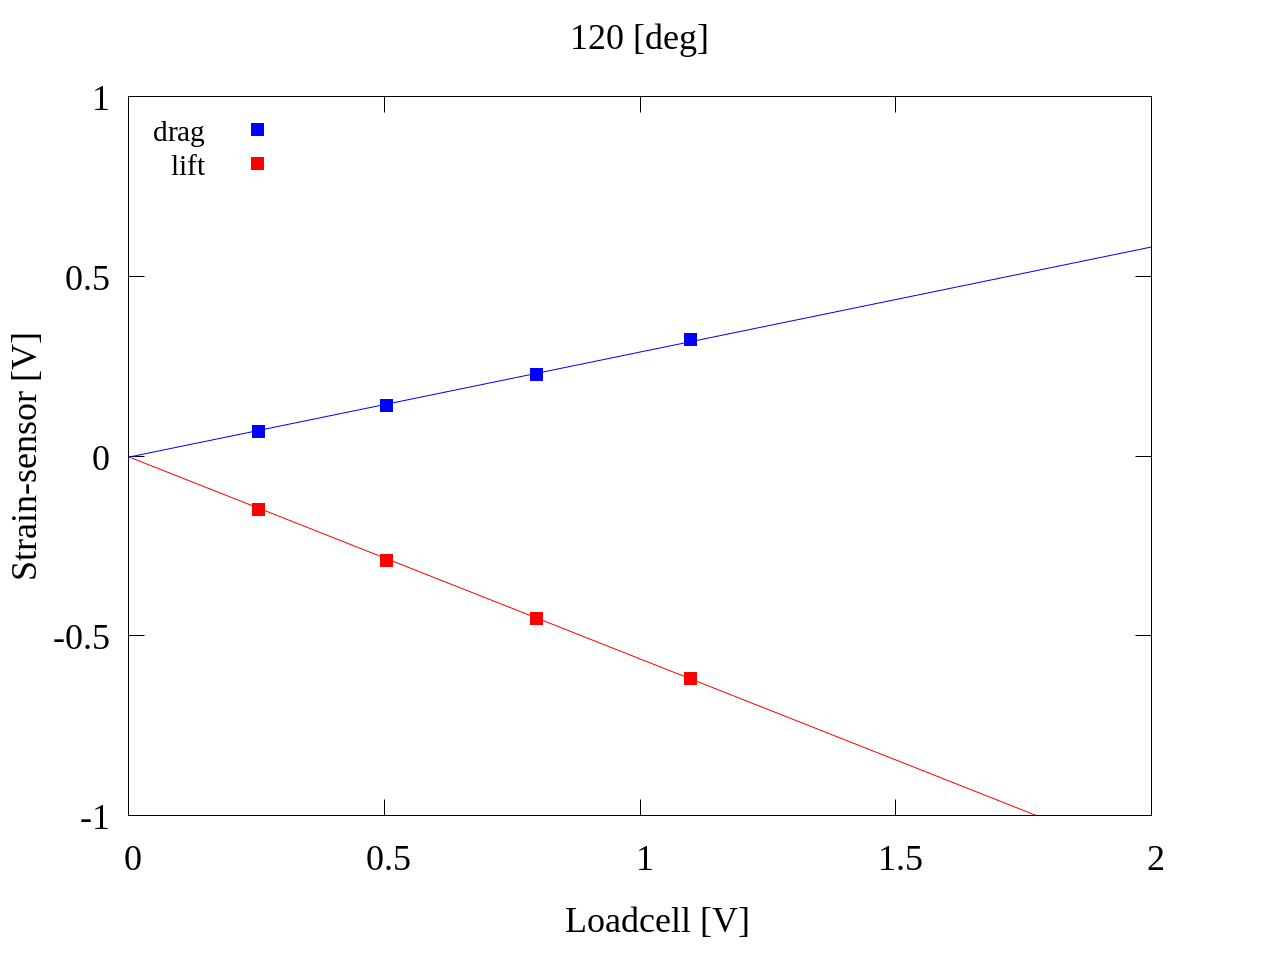 120 [deg]
1
drag
lift
0.5
0
-0.5
-1
Strain-sensor [V]
0 0.5 1 1.5 2
Loadcell [V]